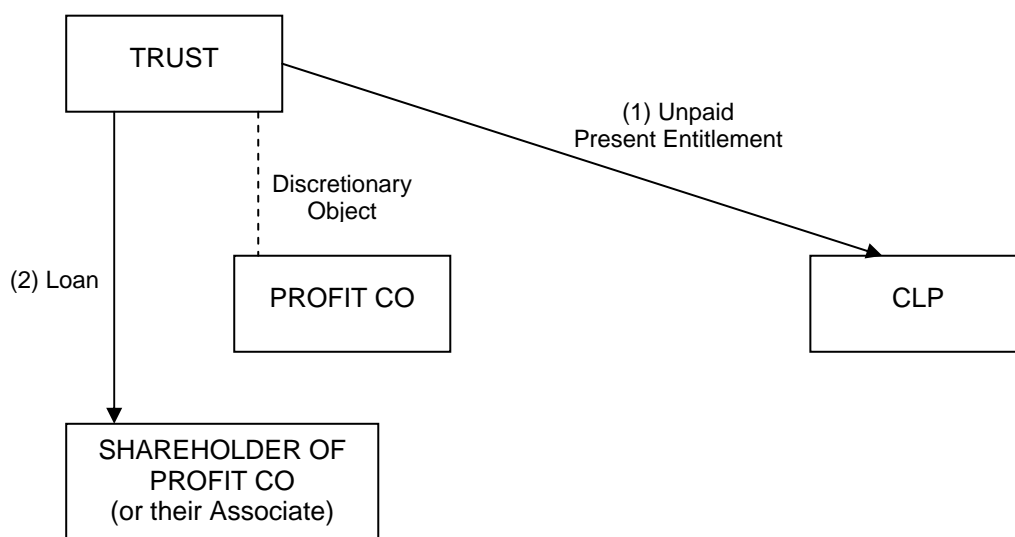 TRUST
(1) Unpaid
Present Entitlement
Discretionary
Object
(2) Loan
PROFIT CO
CLP
SHAREHOLDER OF
PROFIT CO
(or their Associate)